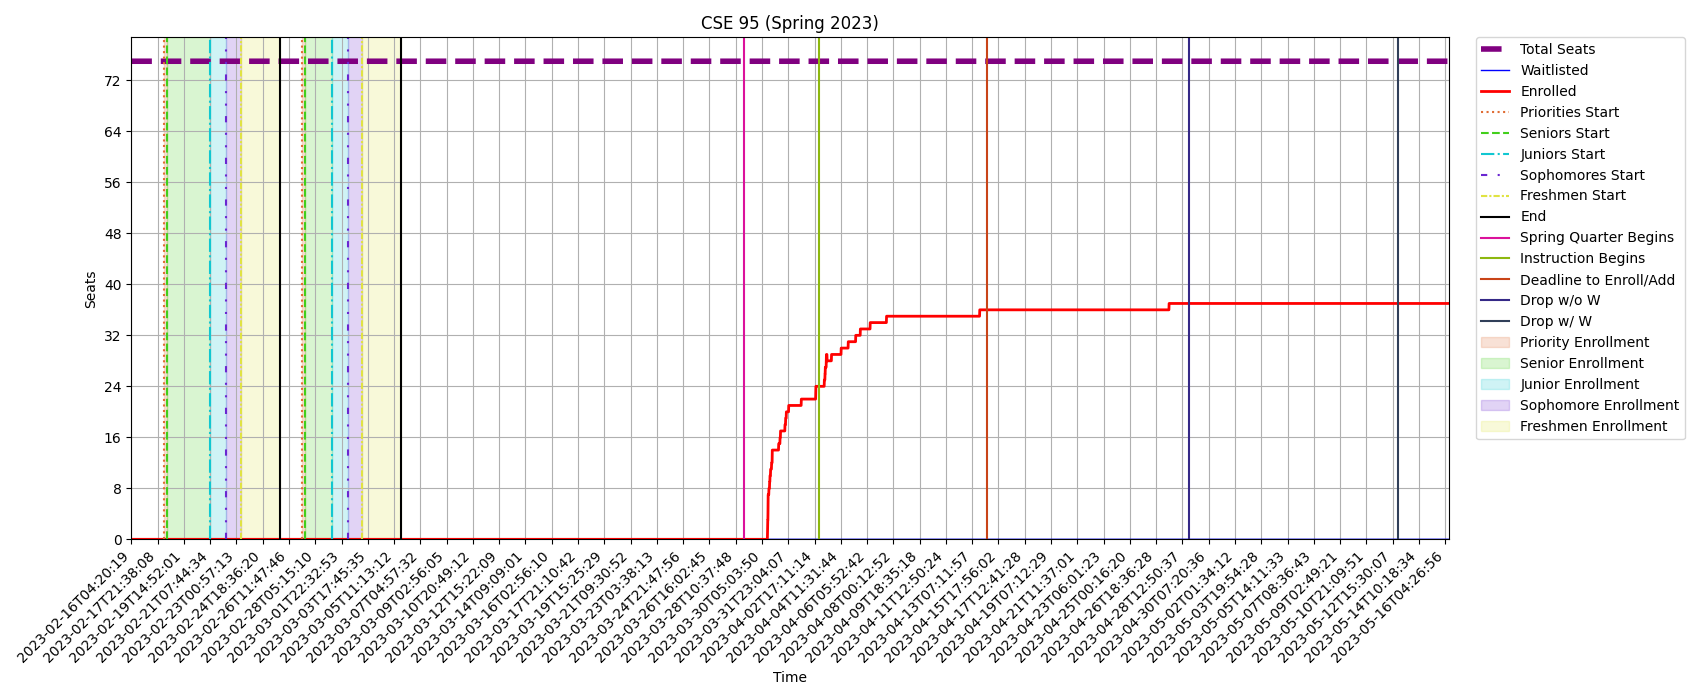 CSE 95 (Spring 2023)
Seats
72
64
56
48
40
32
24
16
8
0
2023-02-16T04:20:19
2023-02-17T21:38:08
2023-02-19T14:52:01
2023-02-21T07:44:34
2023-02-23T00:57:13
2023-02-24T18:36:20
2023-02-26T11:47:46
2023-02-28T05:15:10
2023-03-01T22:32:53
2023-03-03T17:45:35
2023-03-05T11:13:12
2023-03-07T04:57:32
2023-03-09T02:56:05
2023-03-10T20:49:12
2023-03-12T15:22:09
2023-03-14T09:09:01
2023-03-16T02:56:10
2023-03-17T21:10:42
2023-03-19T15:25:29
2023-03-21T09:30:52
2023-03-23T03:38:13
2023-03-24T21:47:56
2023-03-26T16:02:45
2023-03-28T10:37:48
2023-03-30T05:03:50
2023-03-31T23:04:07
2023-04-02T17:11:14
2023-04-04T11:31:44
2023-04-06T05:52:42
2023-04-08T00:12:52
2023-04-09T18:35:18
2023-04-11T12:50:24
2023-04-13T07:11:57
2023-04-15T17:56:02
2023-04-17T12:41:28
2023-04-19T07:12:29
2023-04-21T11:37:01
2023-04-23T06:01:23
2023-04-25T00:16:20
2023-04-26T18:36:28
2023-04-28T12:50:37
2023-04-30T07:20:36
2023-05-02T01:34:12
2023-05-03T19:54:28
2023-05-05T14:11:33
2023-05-07T08:36:43
2023-05-09T02:49:21
2023-05-10T21:09:51
2023-05-12T15:30:07
2023-05-14T10:18:34
2023-05-16T04:26:56
Time
Total Seats
Waitlisted
Enrolled
Priorities Start
Seniors Start
Juniors Start
Sophomores Start
Freshmen Start
End
Spring Quarter Begins
Instruction Begins
Deadline to Enroll/Add
Drop w/o W
Drop w/ W
Priority Enrollment
Senior Enrollment
Junior Enrollment
Sophomore Enrollment
Freshmen Enrollment